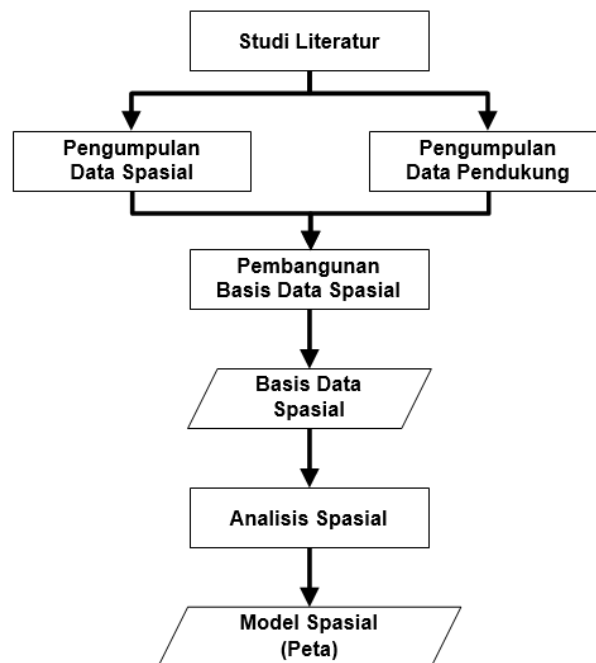 Studi Literatur
Pengumpulan
Data Spasial
Pengumpulan
Data Pendukung
Pembangunan
Basis Data Spasial
Basis Data
Spasial
Analisis Spasial
Model Spasial
(Peta)